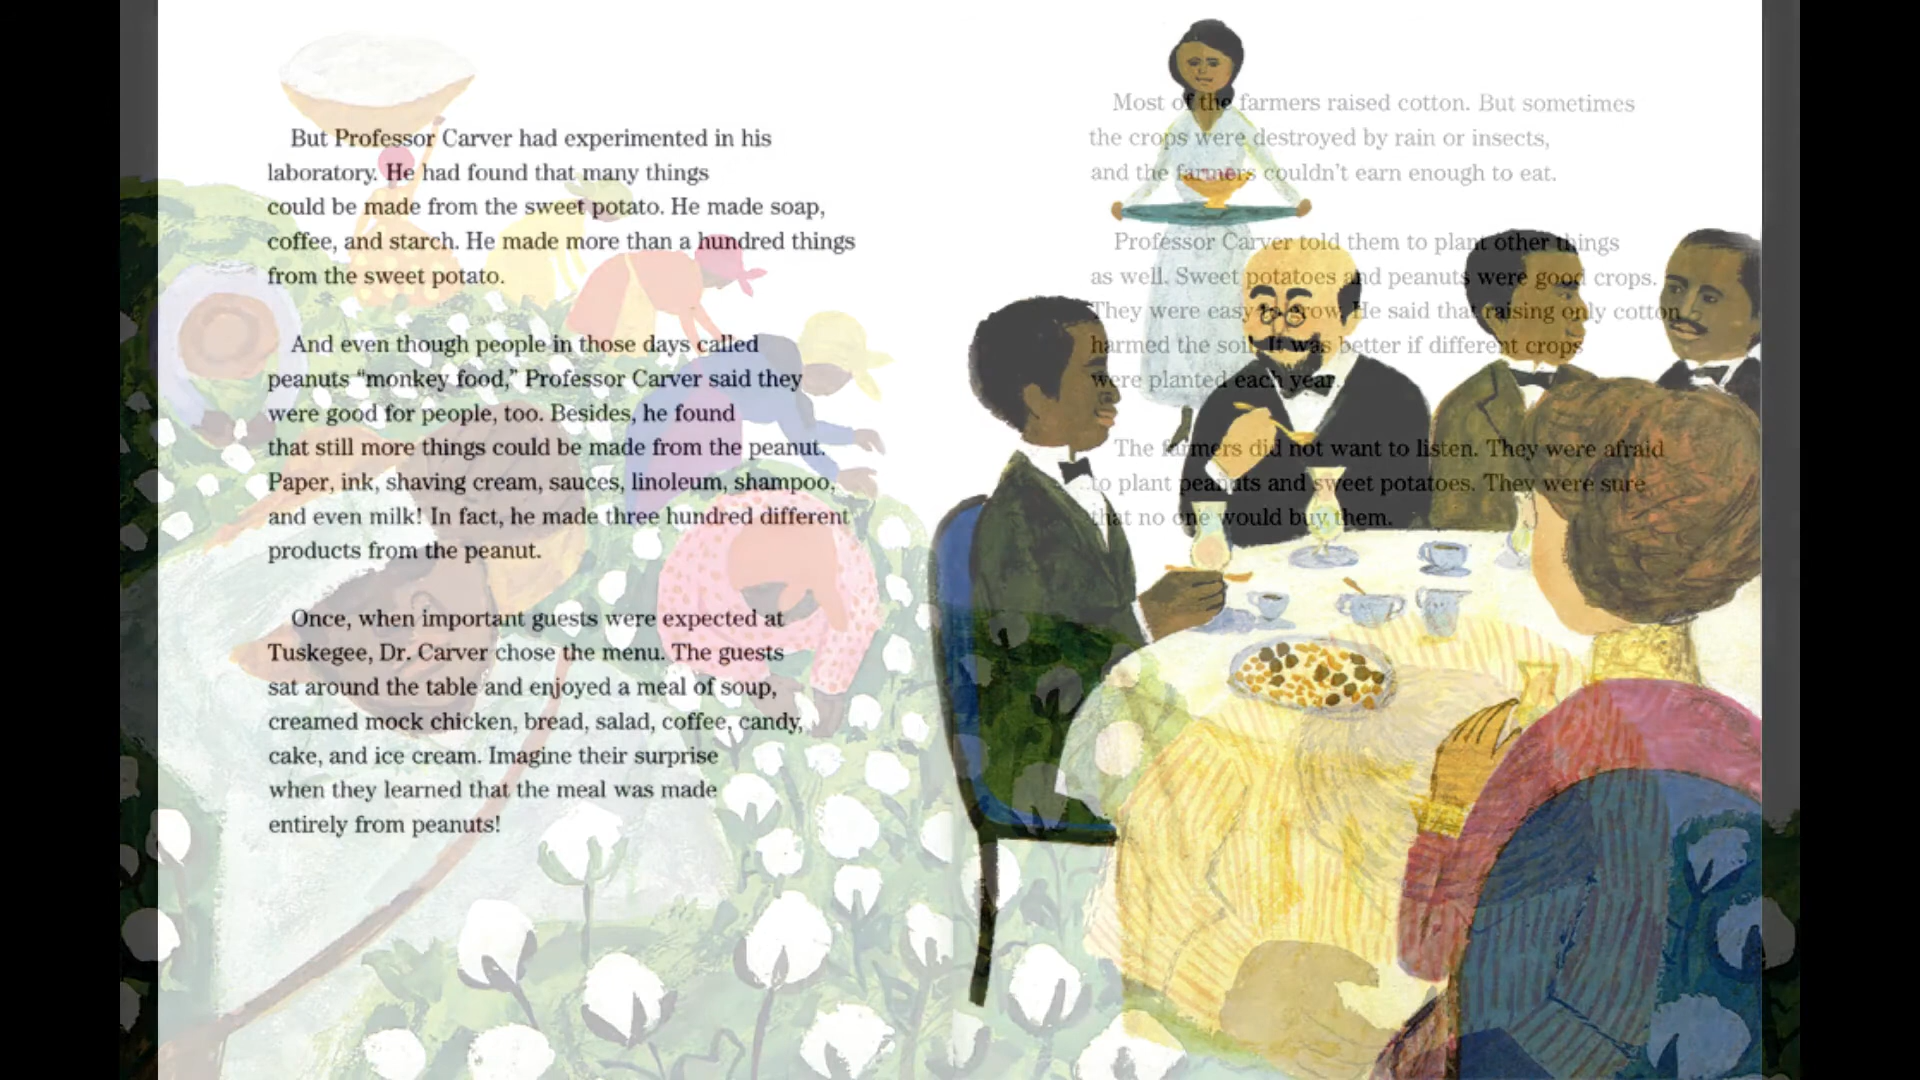 But Professor Carver had experimented in his
laboratory. He had found that many things
could be made from the sweet potato. He made soap,
coffee, and starch. He made more than a hundred things
from the sweet potato.
And even though people in those days called
peanuts “monkey food,” Professor Carver said they
were good for people, too. Besides, he found
that still more things could be made from the peanut.
Paper, ink, shaving cream, sauces, linoleum, shampoo,
and even milk! In fact, he made three hundred different
products from the peanut.
Once, when important guests were expected at
Tuskegee, Dr. Carver chose the menu. The guests
sat around the table and enjoyed a meal of soup,
creamed mock chicken, bread, salad, coffee, candy,
cake, and ice cream. Imagine their surprise
when they learned that the meal was made
entirely from peanuts!
Most of the farmers raised cotton. But sometimes
the crops were destroyed by rain or insects,
and the farmers couldn't earn enough to eat.
Professor Carver told them to plant other things
as well. Sweet potatoes and peanuts were good crops.
They were easy to grow. He said that raising only cotton
harmed the soil. It was better if different crops
were planted each year.
The farmers did not want to listen. They were afraid
to plant peanuts and sweet potatoes. They were sure
that no one would buy them.